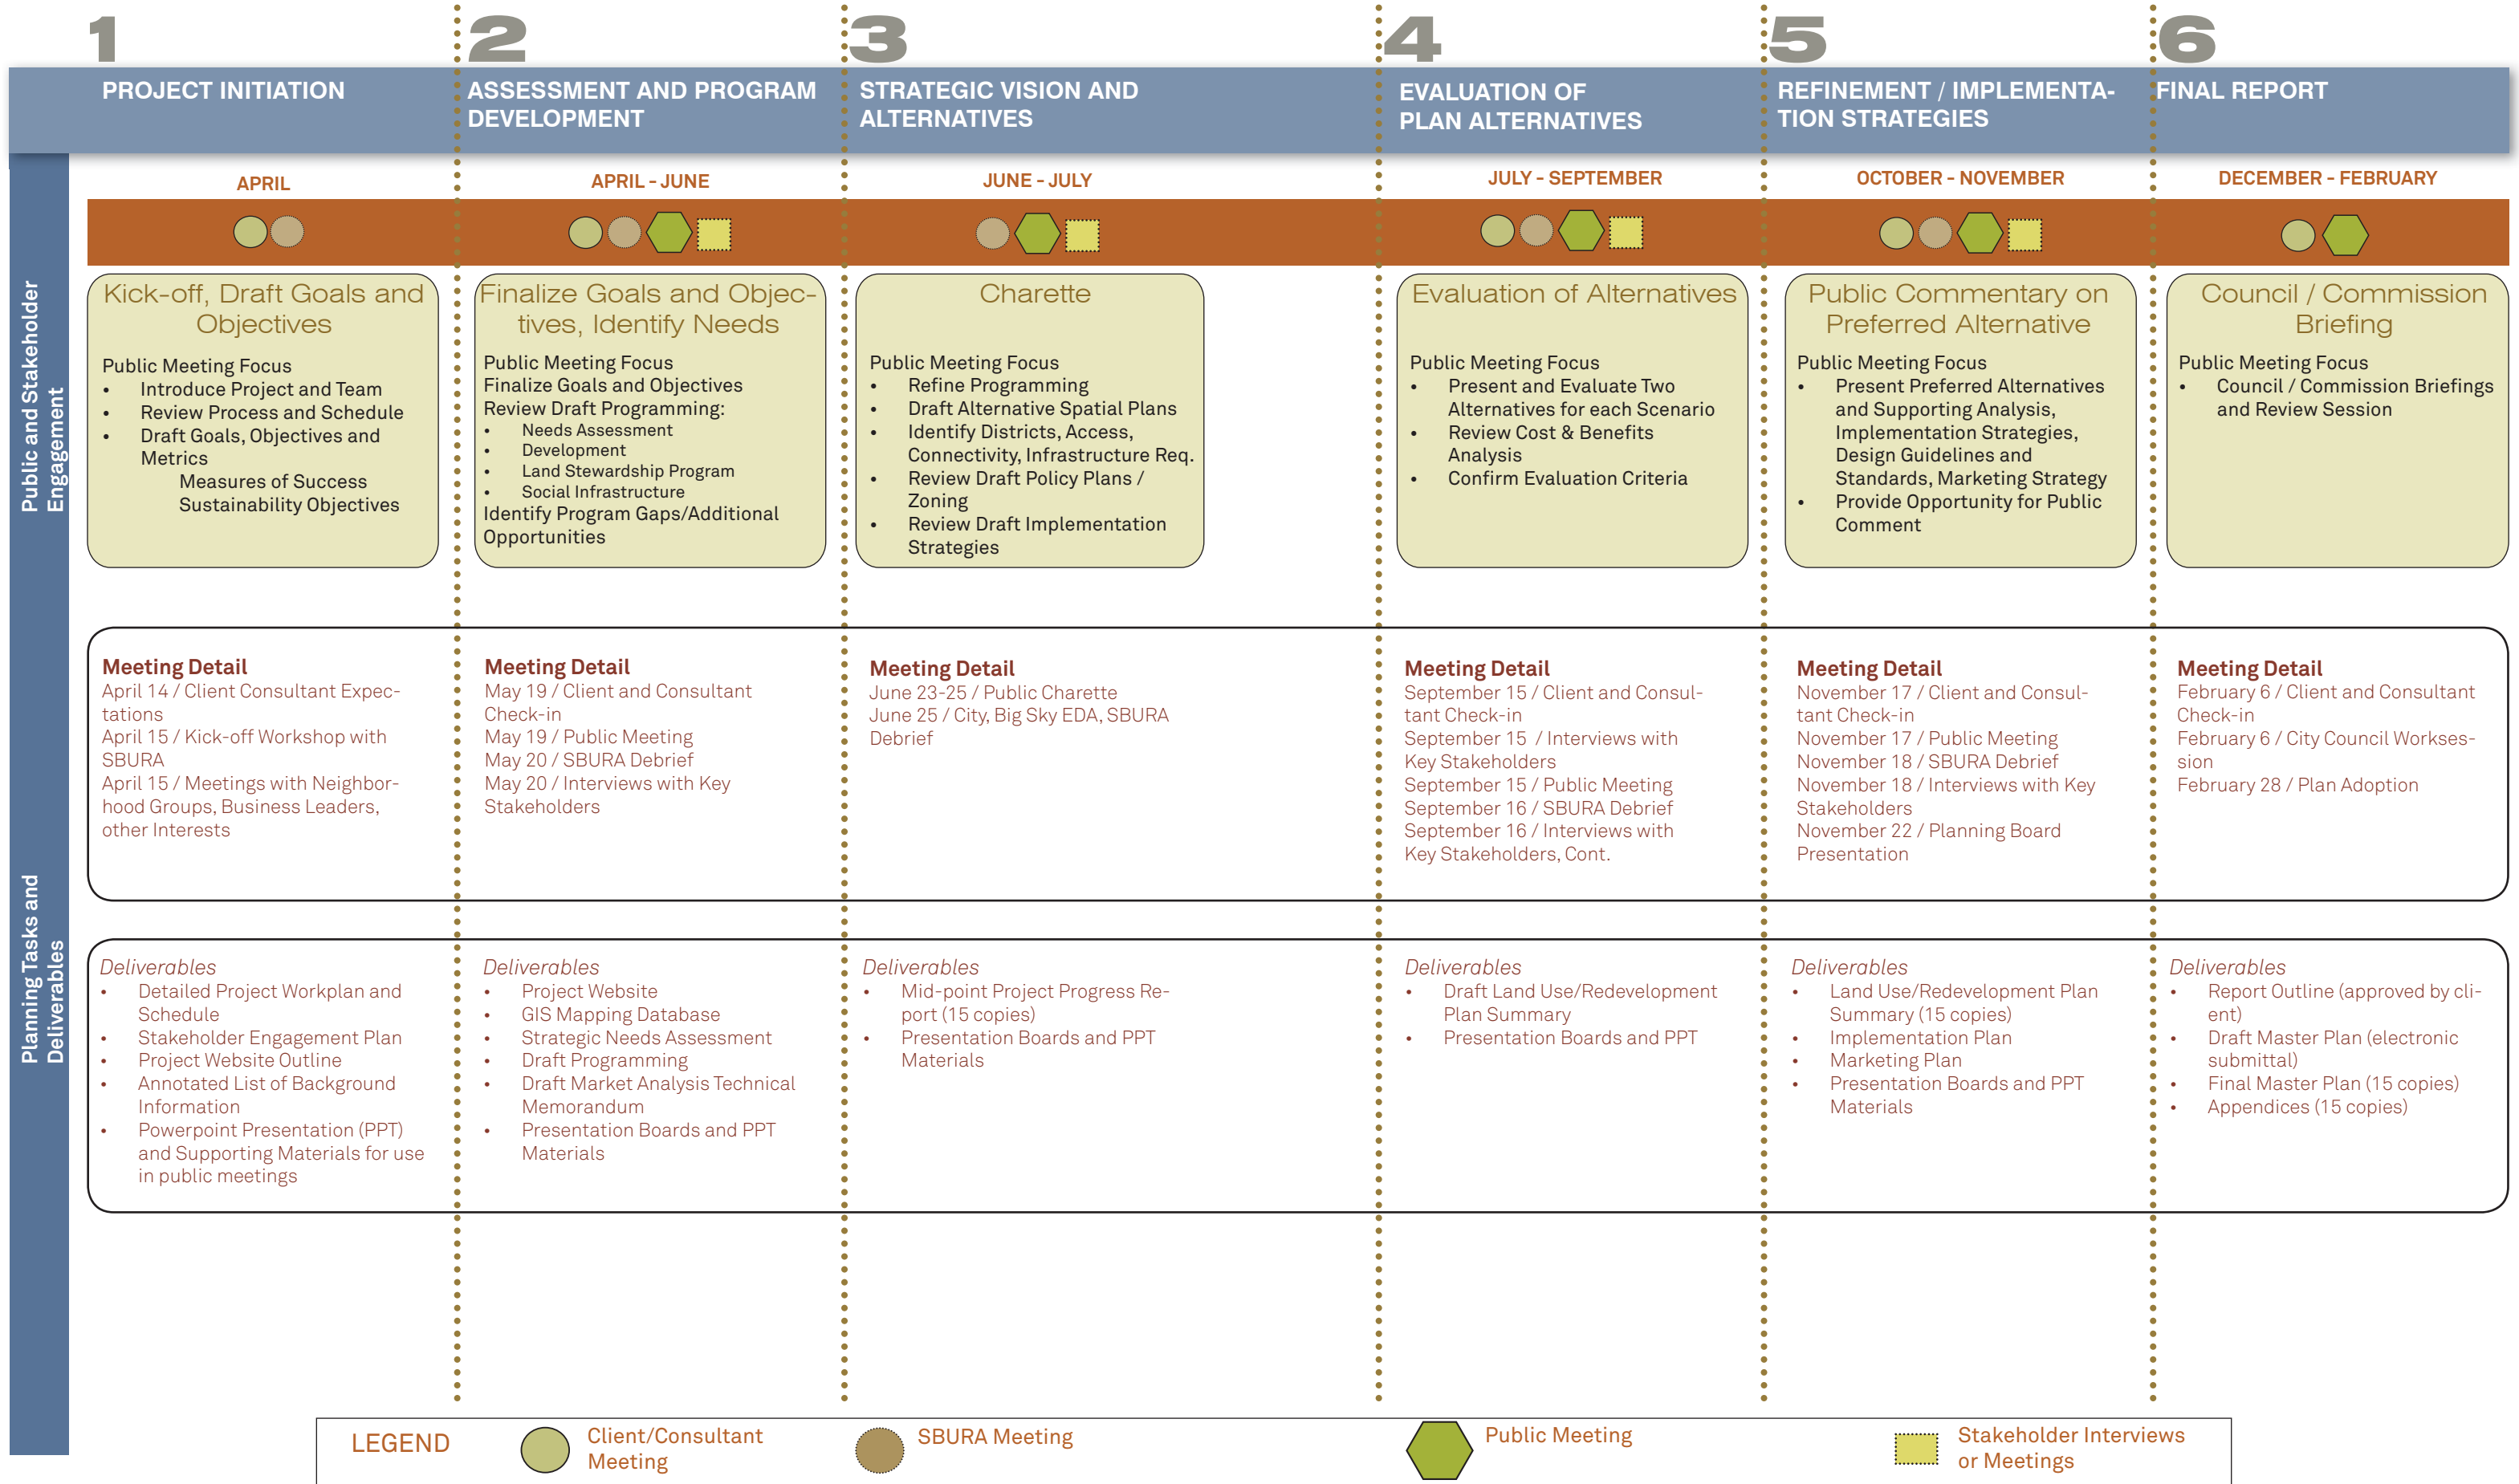 1
PROJECT INITIATION
2
ASSESSMENT AND PROGRAM
DEVELOPMENT
3
STRATEGIC VISION AND
ALTERNATIVES
4
EVALUATION OF
PLAN ALTERNATIVES
5
REFINEMENT / IMPLEMENTA-
TION STRATEGIES
6
FINAL REPORT
Public and Stakeholder
Engagement
APRIL
Kick-off, Draft Goals and
Objectives
Public Meeting Focus
• Introduce Project and Team
• Review Process and Schedule
• Draft Goals, Objectives and
Metrics
Measures of Success
Sustainability Objectives
APRIL - JUNE
Finalize Goals and Objec-
tives, Identify Needs
Public Meeting Focus
Finalize Goals and Objectives
Review Draft Programming:
• Needs Assessment
• Development
• Land Stewardship Program
• Social Infrastructure
Identify Program Gaps/Additional
Opportunities
JUNE - JULY
Charette
Public Meeting Focus
• Refine Programming
• Draft Alternative Spatial Plans
• Identify Districts, Access,
Connectivity, Infrastructure Req.
• Review Draft Policy Plans /
Zoning
• Review Draft Implementation
Strategies
JULY - SEPTEMBER
Evaluation of Alternatives
Public Meeting Focus
• Present and Evaluate Two
Alternatives for each Scenario
• Review Cost & Benefits
Analysis
• Confirm Evaluation Criteria
OCTOBER - NOVEMBER
Public Commentary on
Preferred Alternative
Public Meeting Focus
• Present Preferred Alternatives
and Supporting Analysis,
Implementation Strategies,
Design Guidelines and
Standards, Marketing Strategy
• Provide Opportunity for Public
Comment
DECEMBER - FEBRUARY
Council / Commission
Briefing
Public Meeting Focus
• Council / Commission Briefings
and Review Session
Planning Tasks and
Deliverables
Meeting Detail
April 14 / Client Consultant Expec-
tations
April 15 / Kick-off Workshop with
SBURA
April 15 / Meetings with Neighbor-
hood Groups, Business Leaders,
other Interests
Meeting Detail
May 19 / Client and Consultant
Check-in
May 19 / Public Meeting
May 20 / SBURA Debrief
May 20 / Interviews with Key
Stakeholders
Meeting Detail
June 23-25 / Public Charette
June 25 / City, Big Sky EDA, SBURA
Debrief
Meeting Detail
September 15 / Client and Consul-
tant Check-in
September 15 / Interviews with
Key Stakeholders
September 15 / Public Meeting
September 16 / SBURA Debrief
September 16 / Interviews with
Key Stakeholders, Cont.
Meeting Detail
November 17 / Client and Consul-
tant Check-in
November 17 / Public Meeting
November 18 / SBURA Debrief
November 18 / Interviews with Key
Stakeholders
November 22 / Planning Board
Presentation
Meeting Detail
February 6 / Client and Consultant
Check-in
February 6 / City Council Workses-
sion
February 28 / Plan Adoption
Deliverables
• Detailed Project Workplan and
Schedule
• Stakeholder Engagement Plan
• Project Website Outline
• Annotated List of Background
Information
• Powerpoint Presentation (PPT)
and Supporting Materials for use
in public meetings
Deliverables
• Project Website
• GIS Mapping Database
• Strategic Needs Assessment
• Draft Programming
• Draft Market Analysis Technical
Memorandum
• Presentation Boards and PPT
Materials
Deliverables
• Mid-point Project Progress Re-
port (15 copies)
• Presentation Boards and PPT
Materials
Deliverables
• Draft Land Use/Redevelopment
Plan Summary
• Presentation Boards and PPT
Deliverables
• Land Use/Redevelopment Plan
Summary (15 copies)
• Implementation Plan
• Marketing Plan
• Presentation Boards and PPT
Materials
Deliverables
• Report Outline (approved by cli-
ent)
• Draft Master Plan (electronic
submittal)
• Final Master Plan (15 copies)
• Appendices (15 copies)
LEGEND
Client/Consultant
Meeting
SBURA Meeting
Public Meeting
Stakeholder Interviews
or Meetings